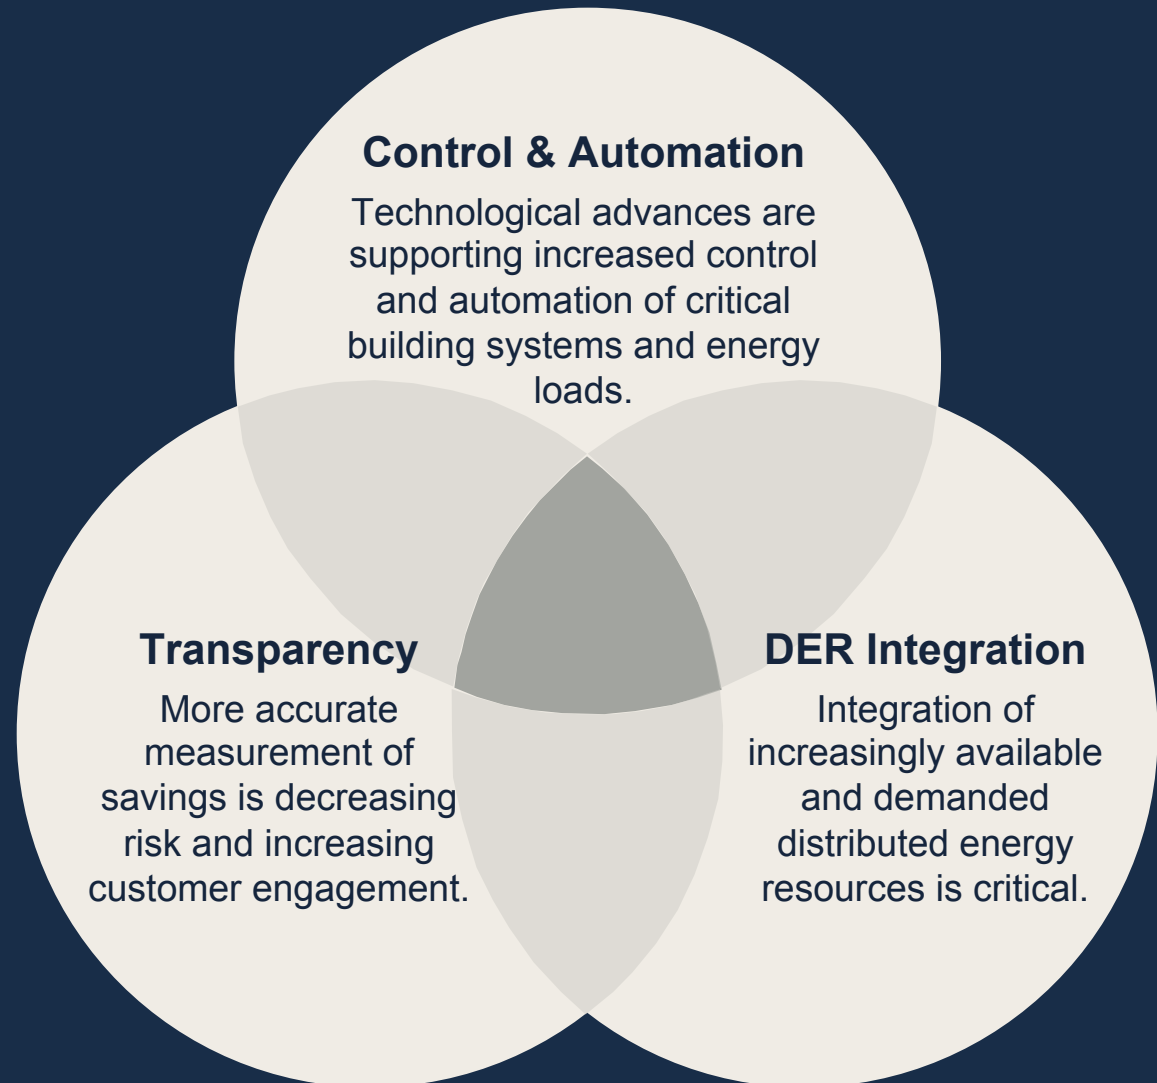 Control & Automation
Technological advances are
supporting increased control
and automation of critical
building systems and energy
loads.
Transparency
More accurate
measurement of
savings is decreasing
risk and increasing
customer engagement.
DER Integration
Integration of
increasingly available
and demanded
distributed energy
resources is critical.